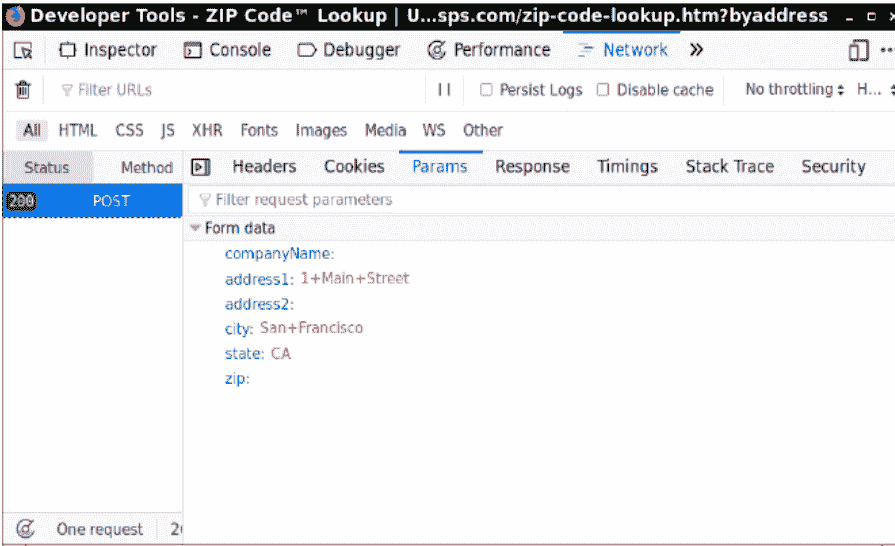 Developer Tools - ZIP Code™ Lookup | U...sps.com/zip-code-lookup.htm?byaddress
Inspector Console Debugger Performance Network
Filter URLs Persist Logs Disable cache No throttling H...
All HTML CSS JS XHR Fonts Images Media WS Other
Status Method Headers Cookies Params Response Timings Stack Trace Security
200 POST Filter request parameters
Form data
companyName:
address1: 1+Main+Street
address2:
city: San+Francisco
state: CA
zip:
One request